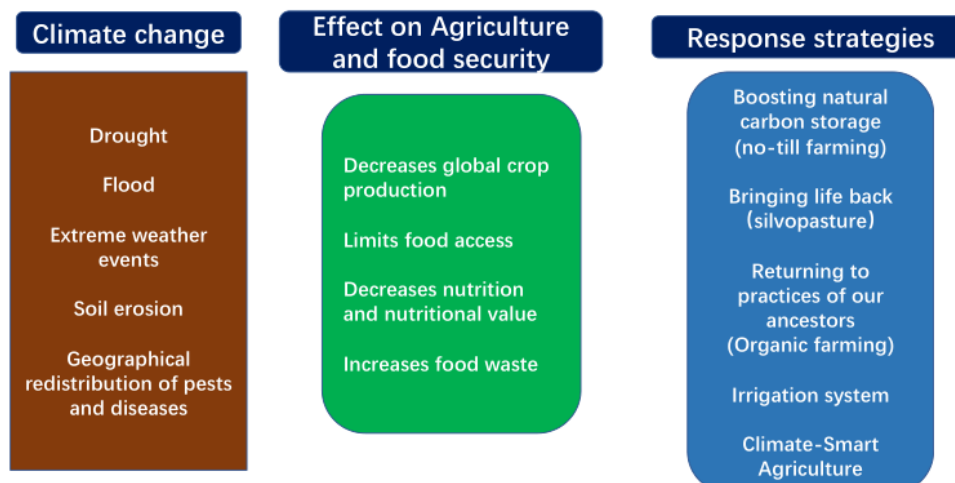 Climate change
Drought
Flood
Extreme weather
events
Soil erosion
Geographical
redistribution of pests
and diseases
Effect on Agriculture
and food security
Decreases global crop
production
Limits food access
Decreases nutrition
and nutritional value
Increases food waste
Response strategies
Boosting natural
carbon storage
(no-till farming)
Bringing life back
(silvopasture)
Returning to
practices of our
ancestors
(Organic farming)
Irrigation system
Climate-Smart
Agriculture